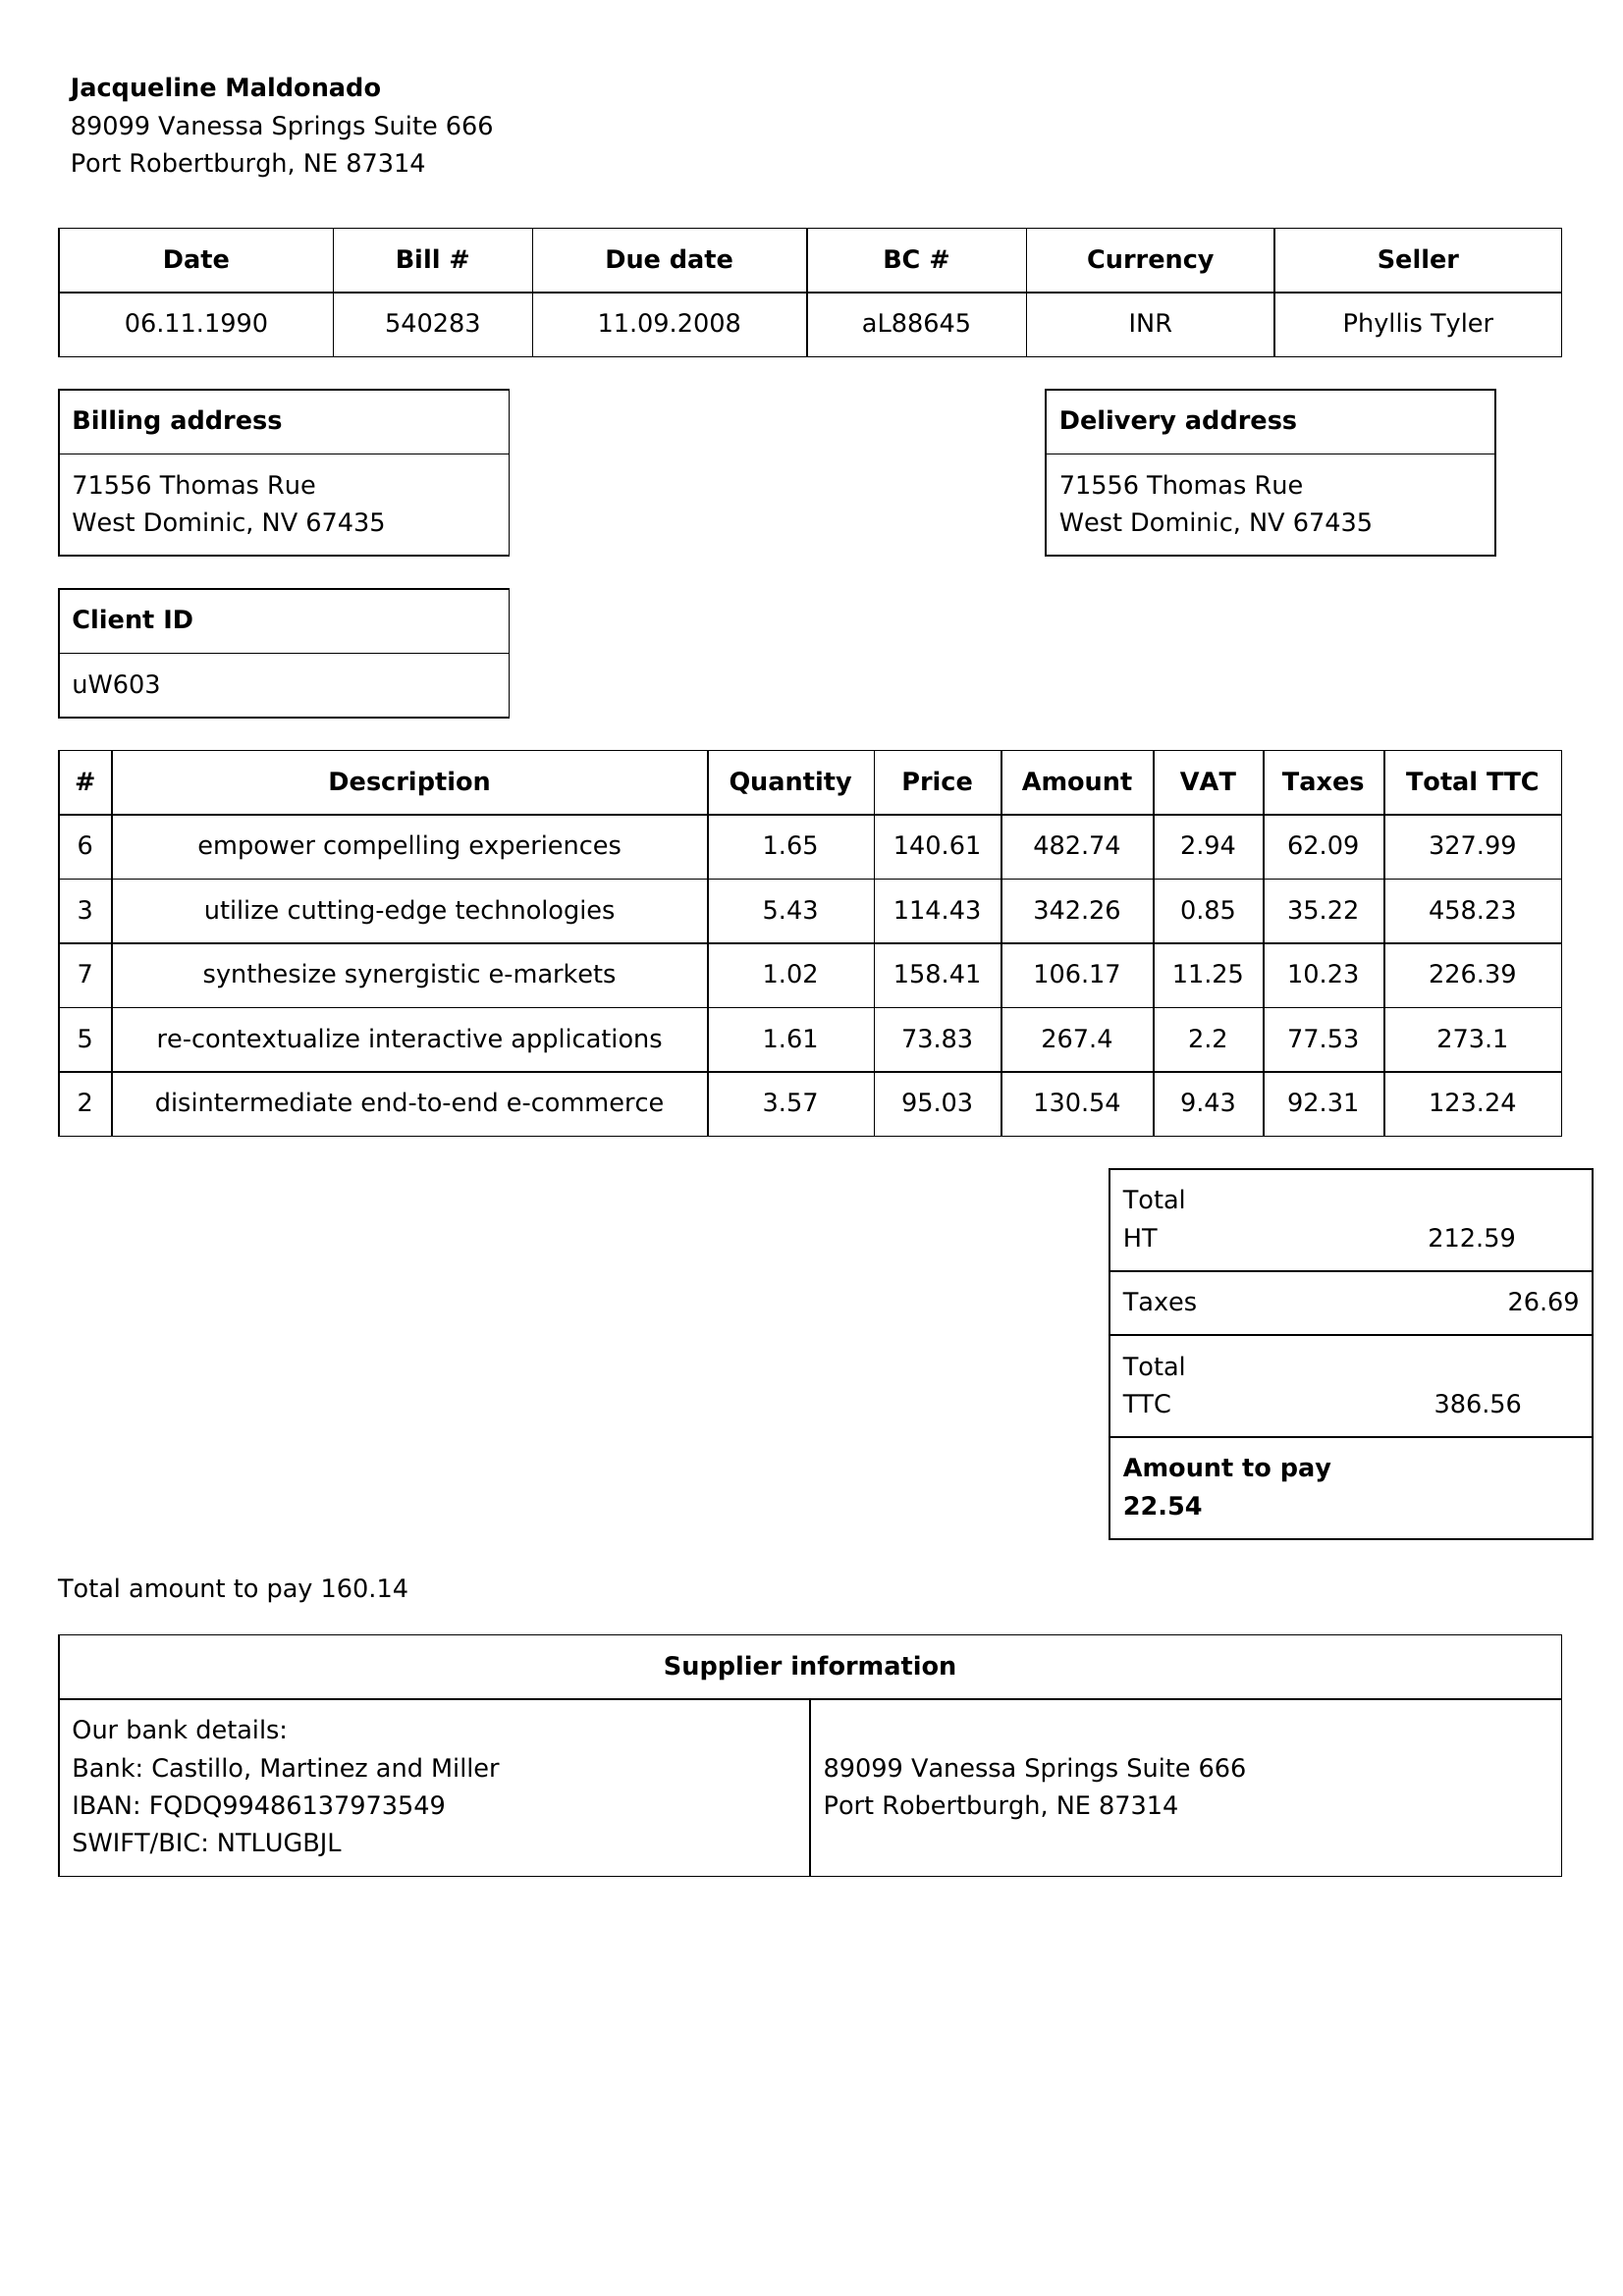 Jacqueline Maldonado
89099 Vanessa Springs Suite 666
Port Robertburgh, NE 87314
Date Bill # Due date BC # Currency Seller
06.11.1990 540283 11.09.2008 aL88645 INR Phyllis Tyler
Billing address
71556 Thomas Rue
West Dominic, NV 67435
Delivery address
71556 Thomas Rue
West Dominic, NV 67435
Client ID
uW603
# Description Quantity Price Amount VAT Taxes Total TTC
6 empower compelling experiences 1.65 140.61 482.74 2.94 62.09 327.99
3 utilize cutting-edge technologies 5.43 114.43 342.26 0.85 35.22 458.23
7 synthesize synergistic e-markets 1.02 158.41 106.17 11.25 10.23 226.39
5 re-contextualize interactive applications 1.61 73.83 267.4 2.2 77.53 273.1
2 disintermediate end-to-end e-commerce 3.57 95.03 130.54 9.43 92.31 123.24
Total
HT 212.59
Taxes 26.69
Total
TTC 386.56
Amount to pay
22.54
Total amount to pay 160.14
Supplier information
Our bank details:
Bank: Castillo, Martinez and Miller
IBAN: FQDQ99486137973549
SWIFT/BIC: NTLUGBJL
89099 Vanessa Springs Suite 666
Port Robertburgh, NE 87314